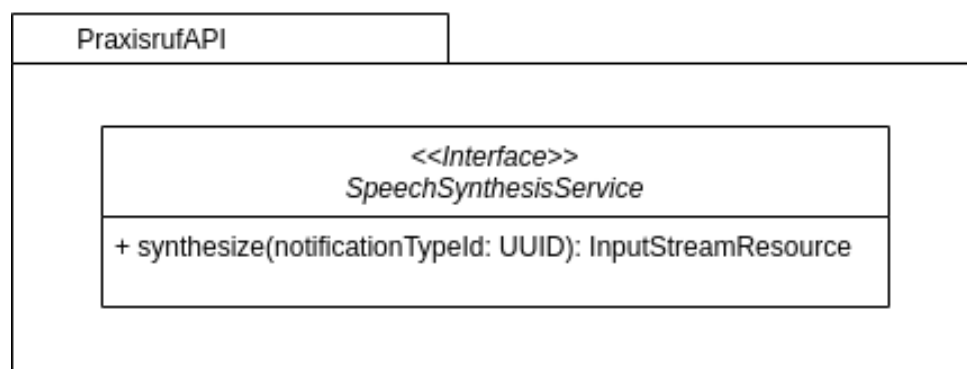 PraxisrufAPI
<<Interface>>
SpeechSynthesisService
+ synthesize(notificationTypeId: UUID): InputStreamResource